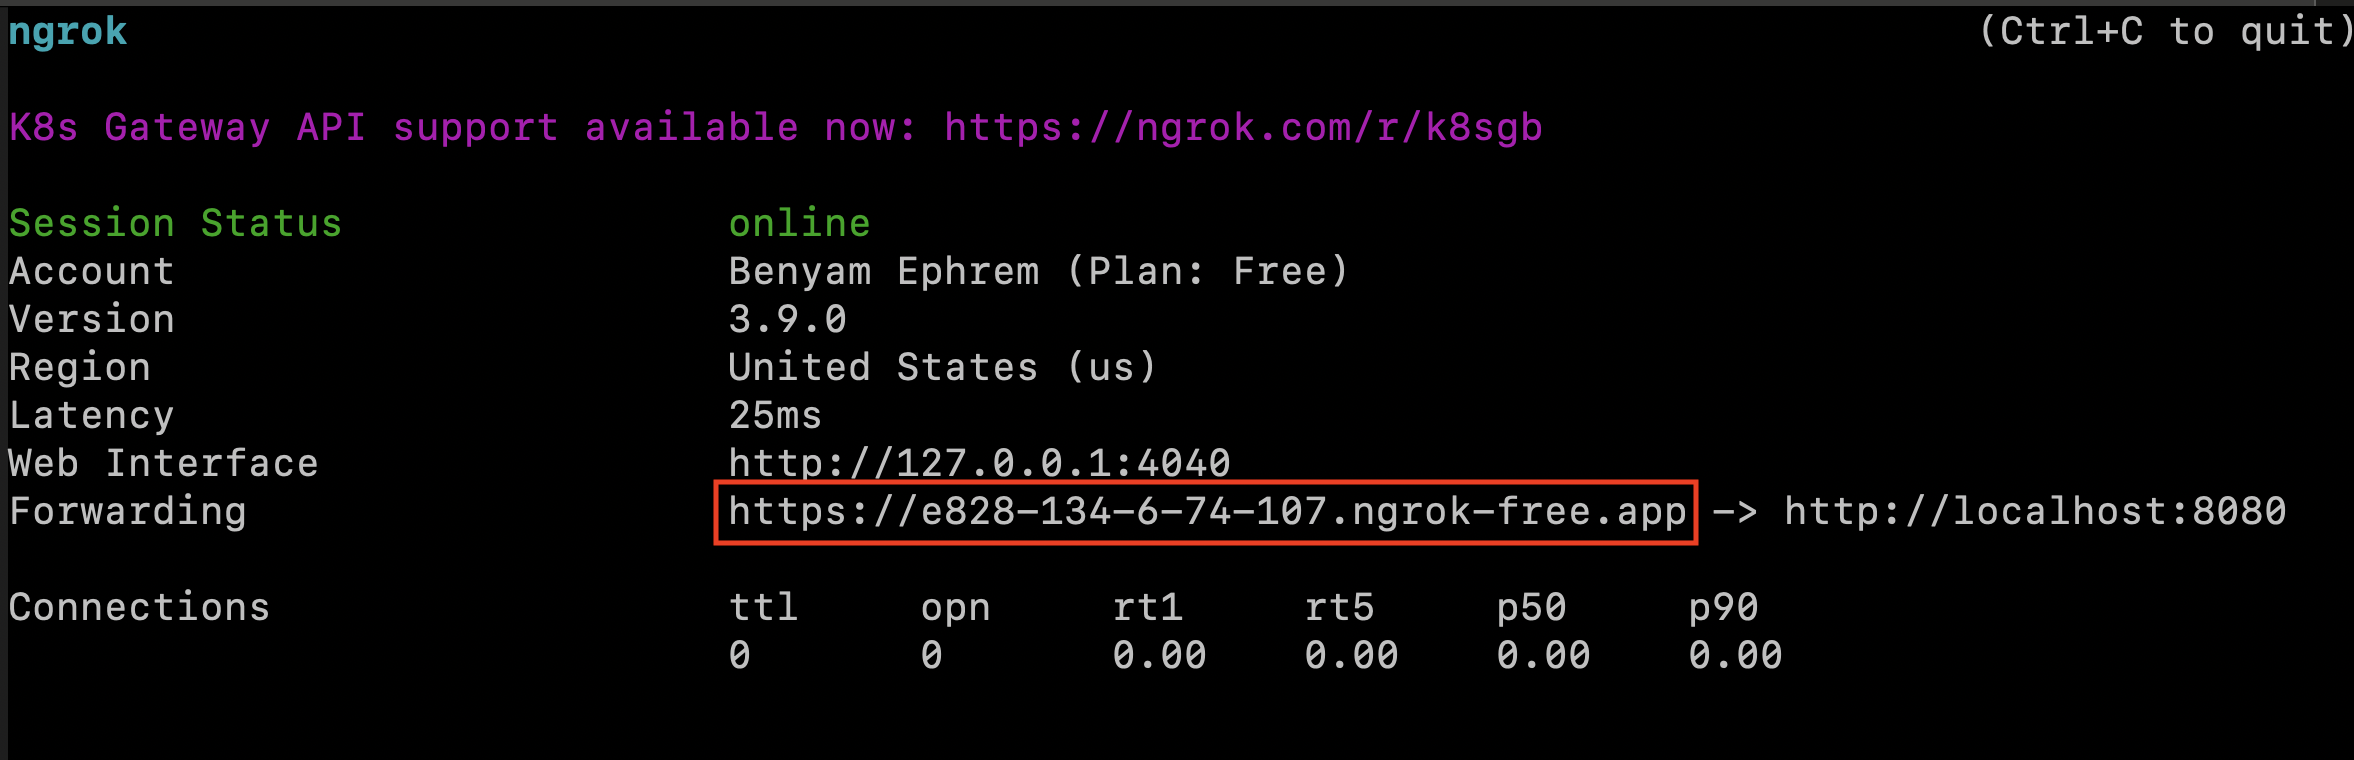 ngrok (Ctrl+C to quit)
K8s Gateway API support available now: https://ngrok.com/r/k8sgb
Session Status online
Account Benyam Ephrem (Plan: Free)
Version 3.9.0
Region United States (us)
Latency 25ms
Web Interface http://127.0.0.1:4040
Forwarding https://e828-134-6-74-107.ngrok-free.app -> http://localhost:8080
Connections ttl opn rt1 rt5 p50 p90
0 0 0.00 0.00 0.00 0.00